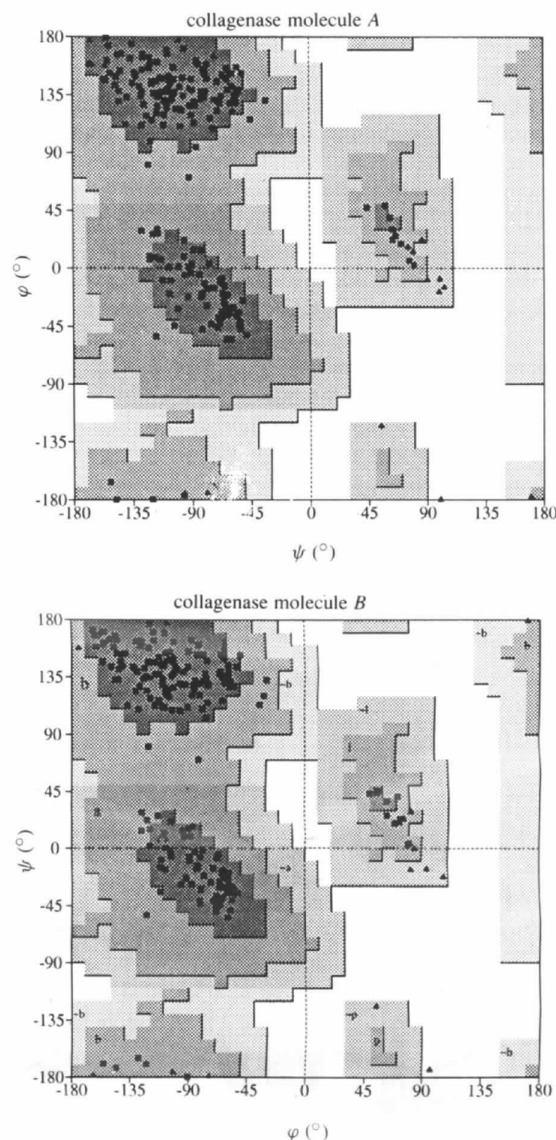 collagenase molecule A
180
135
90
45
0
-45
-90
-135
-180
φ (°)
-180 -135 -90 -45 0 45 90 135 180
ψ (°)
collagenase molecule B
180
135
90
45
0
-45
-90
-135
-180
ψ (°)
b
~b
~b
b
~l
l
a
~a
~b
b
~p
p
~b
-180 -135 -90 -45 0 45 90 135 180
φ (°)